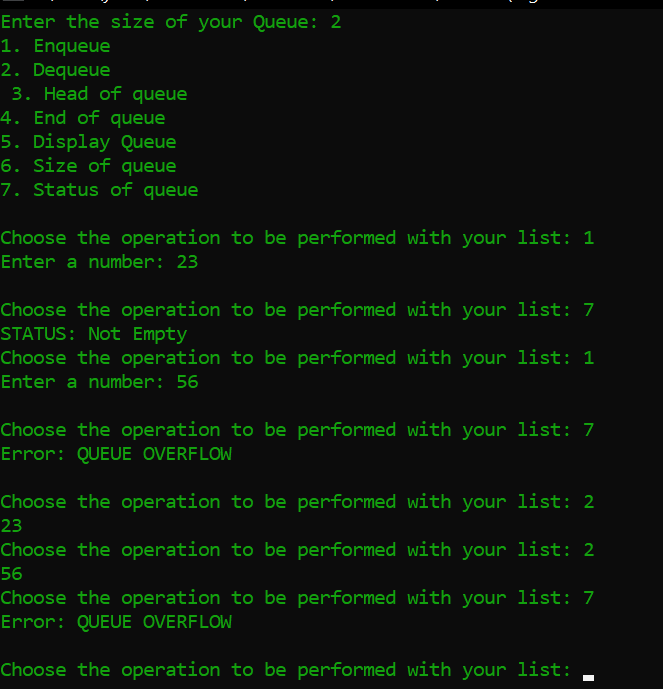 Enter the size of your Queue: 2
1. Enqueue
2. Dequeue
 3. Head of queue
4. End of queue
5. Display Queue
6. Size of queue
7. Status of queue

Choose the operation to be performed with your list: 1
Enter a number: 23

Choose the operation to be performed with your list: 7
STATUS: Not Empty
Choose the operation to be performed with your list: 1
Enter a number: 56

Choose the operation to be performed with your list: 7
Error: QUEUE OVERFLOW

Choose the operation to be performed with your list: 2
23
Choose the operation to be performed with your list: 2
56
Choose the operation to be performed with your list: 7
Error: QUEUE OVERFLOW

Choose the operation to be performed with your list: